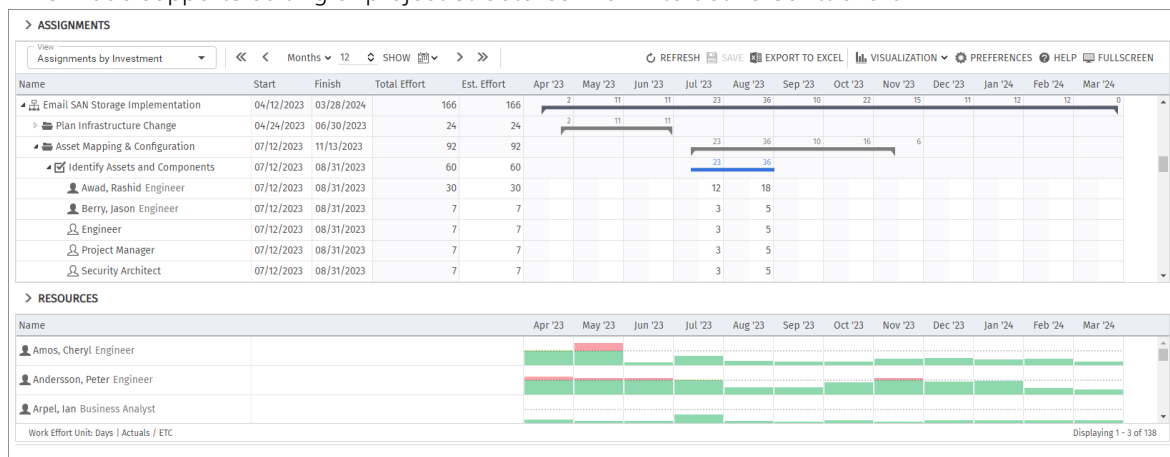 ASSIGNMENTS
View
Assignments by Investment
Months 12 SHOW REFRESH SAVE EXPORT TO EXCEL VISUALIZATION PREFERENCES HELP FULLSCREEN
Name Start Finish Total Effort Est. Effort Apr '23 May '23 Jun '23 Jul '23 Aug '23 Sep '23 Oct '23 Nov '23 Dec '23 Jan '24 Feb '24 Mar '24
Email SAN Storage Implementation 04/12/2023 03/28/2024 166 166 2 11 11 23 36 10 22 15 11 12 12 0
Plan Infrastructure Change 04/24/2023 06/30/2023 24 24 2 11 11
Asset Mapping & Configuration 07/12/2023 11/13/2023 92 92 23 36 10 16 6
Identify Assets and Components 07/12/2023 08/31/2023 60 60 23 36
Awad, Rashid Engineer 07/12/2023 08/31/2023 30 30 12 18
Berry, Jason Engineer 07/12/2023 08/31/2023 7 7 3 5
Engineer 07/12/2023 08/31/2023 7 7 3 5
Project Manager 07/12/2023 08/31/2023 7 7 3 5
Security Architect 07/12/2023 08/31/2023 7 7 3 5
RESOURCES
Name Apr '23 May '23 Jun '23 Jul '23 Aug '23 Sep '23 Oct '23 Nov '23 Dec '23 Jan '24 Feb '24 Mar '24
Amos, Cheryl Engineer
Andersson, Peter Engineer
Arpel, Ian Business Analyst
Work Effort Unit: Days | Actuals / ETC Displaying 1 - 3 of 138